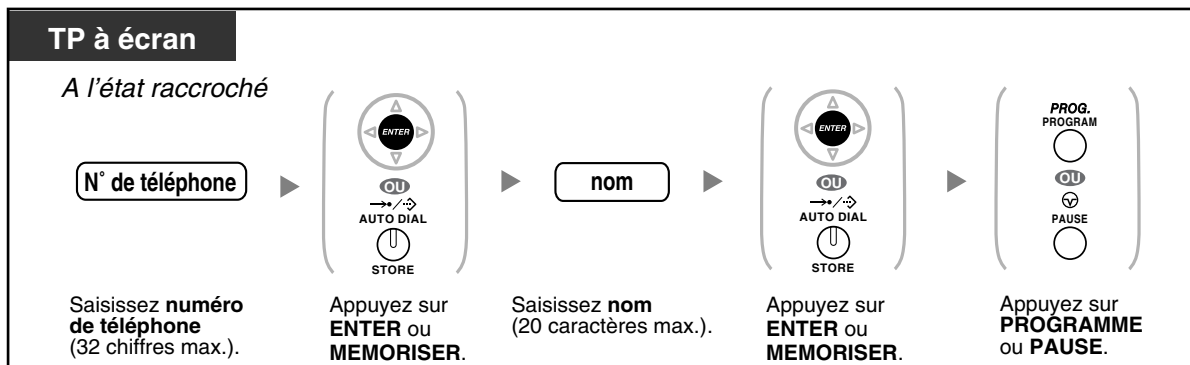 TP à écran
A l'état raccroché
N° de téléphone
ENTER
OU
AUTO DIAL
STORE
nom
ENTER
OU
AUTO DIAL
STORE
PROG.
PROGRAM
OU
PAUSE
Saisissez numéro
de téléphone
(32 chiffres max.).
Appuyez sur
ENTER ou
MEMORISER.
Saisissez nom
(20 caractères max.).
Appuyez sur
ENTER ou
MEMORISER.
Appuyez sur
PROGRAMME
ou PAUSE.